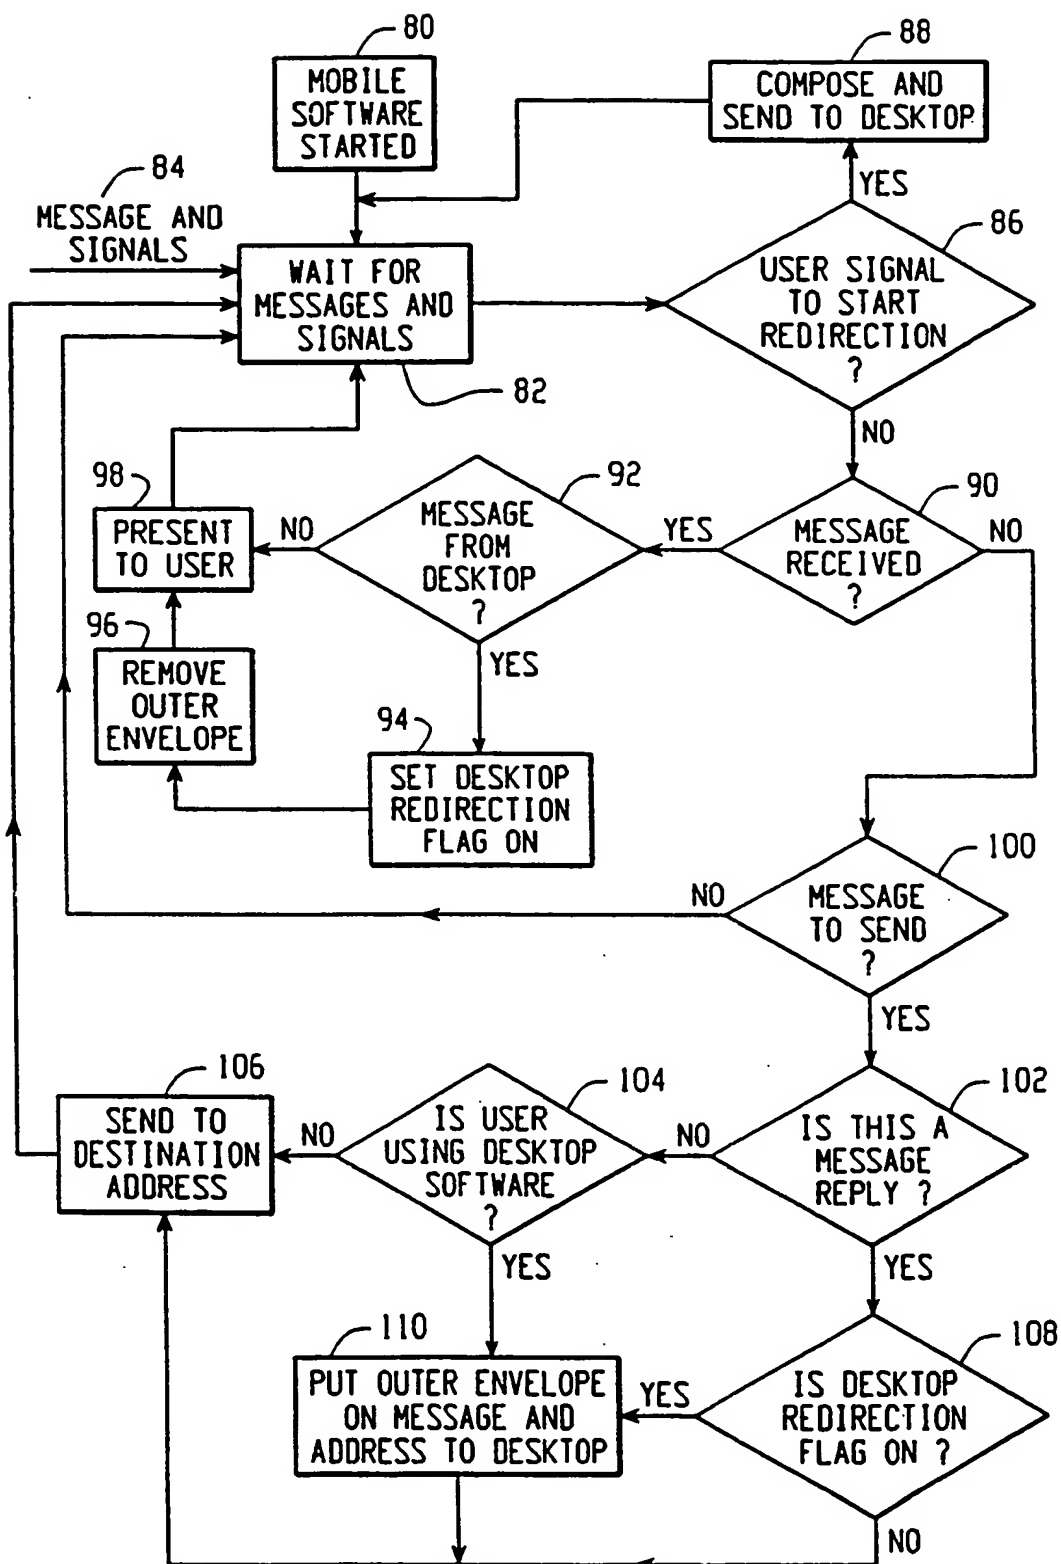 80
MOBILE
SOFTWARE
STARTED
88
COMPOSE AND
SEND TO DESKTOP
84
MESSAGE AND
SIGNALS
YES
86
USER SIGNAL
TO START
REDIRECTION
?
WAIT FOR
MESSAGES AND
SIGNALS
82
NO
98
PRESENT
TO USER
NO
92
MESSAGE
FROM
DESKTOP
?
YES
90
MESSAGE
RECEIVED
?
NO
96
REMOVE
OUTER
ENVELOPE
YES
94
SET DESKTOP
REDIRECTION
FLAG ON
100
NO
MESSAGE
TO SEND
?
YES
106
SEND TO
DESTINATION
ADDRESS
NO
104
IS USER
USING DESKTOP
SOFTWARE
?
NO
102
IS THIS A
MESSAGE
REPLY ?
YES
YES
110
PUT OUTER ENVELOPE
ON MESSAGE AND
ADDRESS TO DESKTOP
YES
108
IS DESKTOP
REDIRECTION
FLAG ON ?
NO